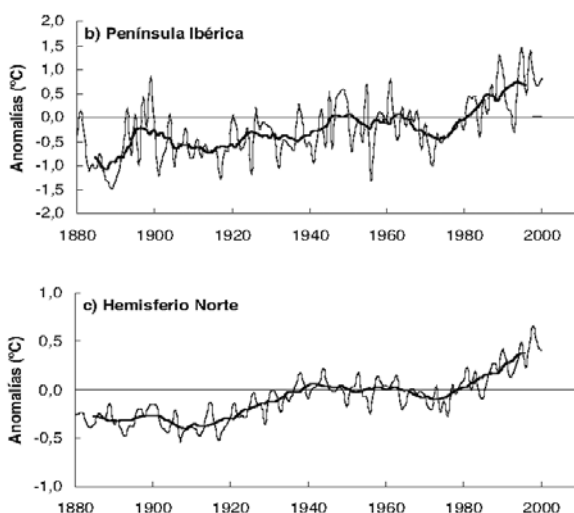 2,0
b) Península Ibérica
1,5
1,0
0,5
0,0
-0,5
-1,0
-1,5
-2,0
Anomalías (ºC)
1880 1900 1920 1940 1960 1980 2000
1,0
c) Hemisferio Norte
0,5
0,0
-0,5
-1,0
Anomalías (ºC)
1880 1900 1920 1940 1960 1980 2000